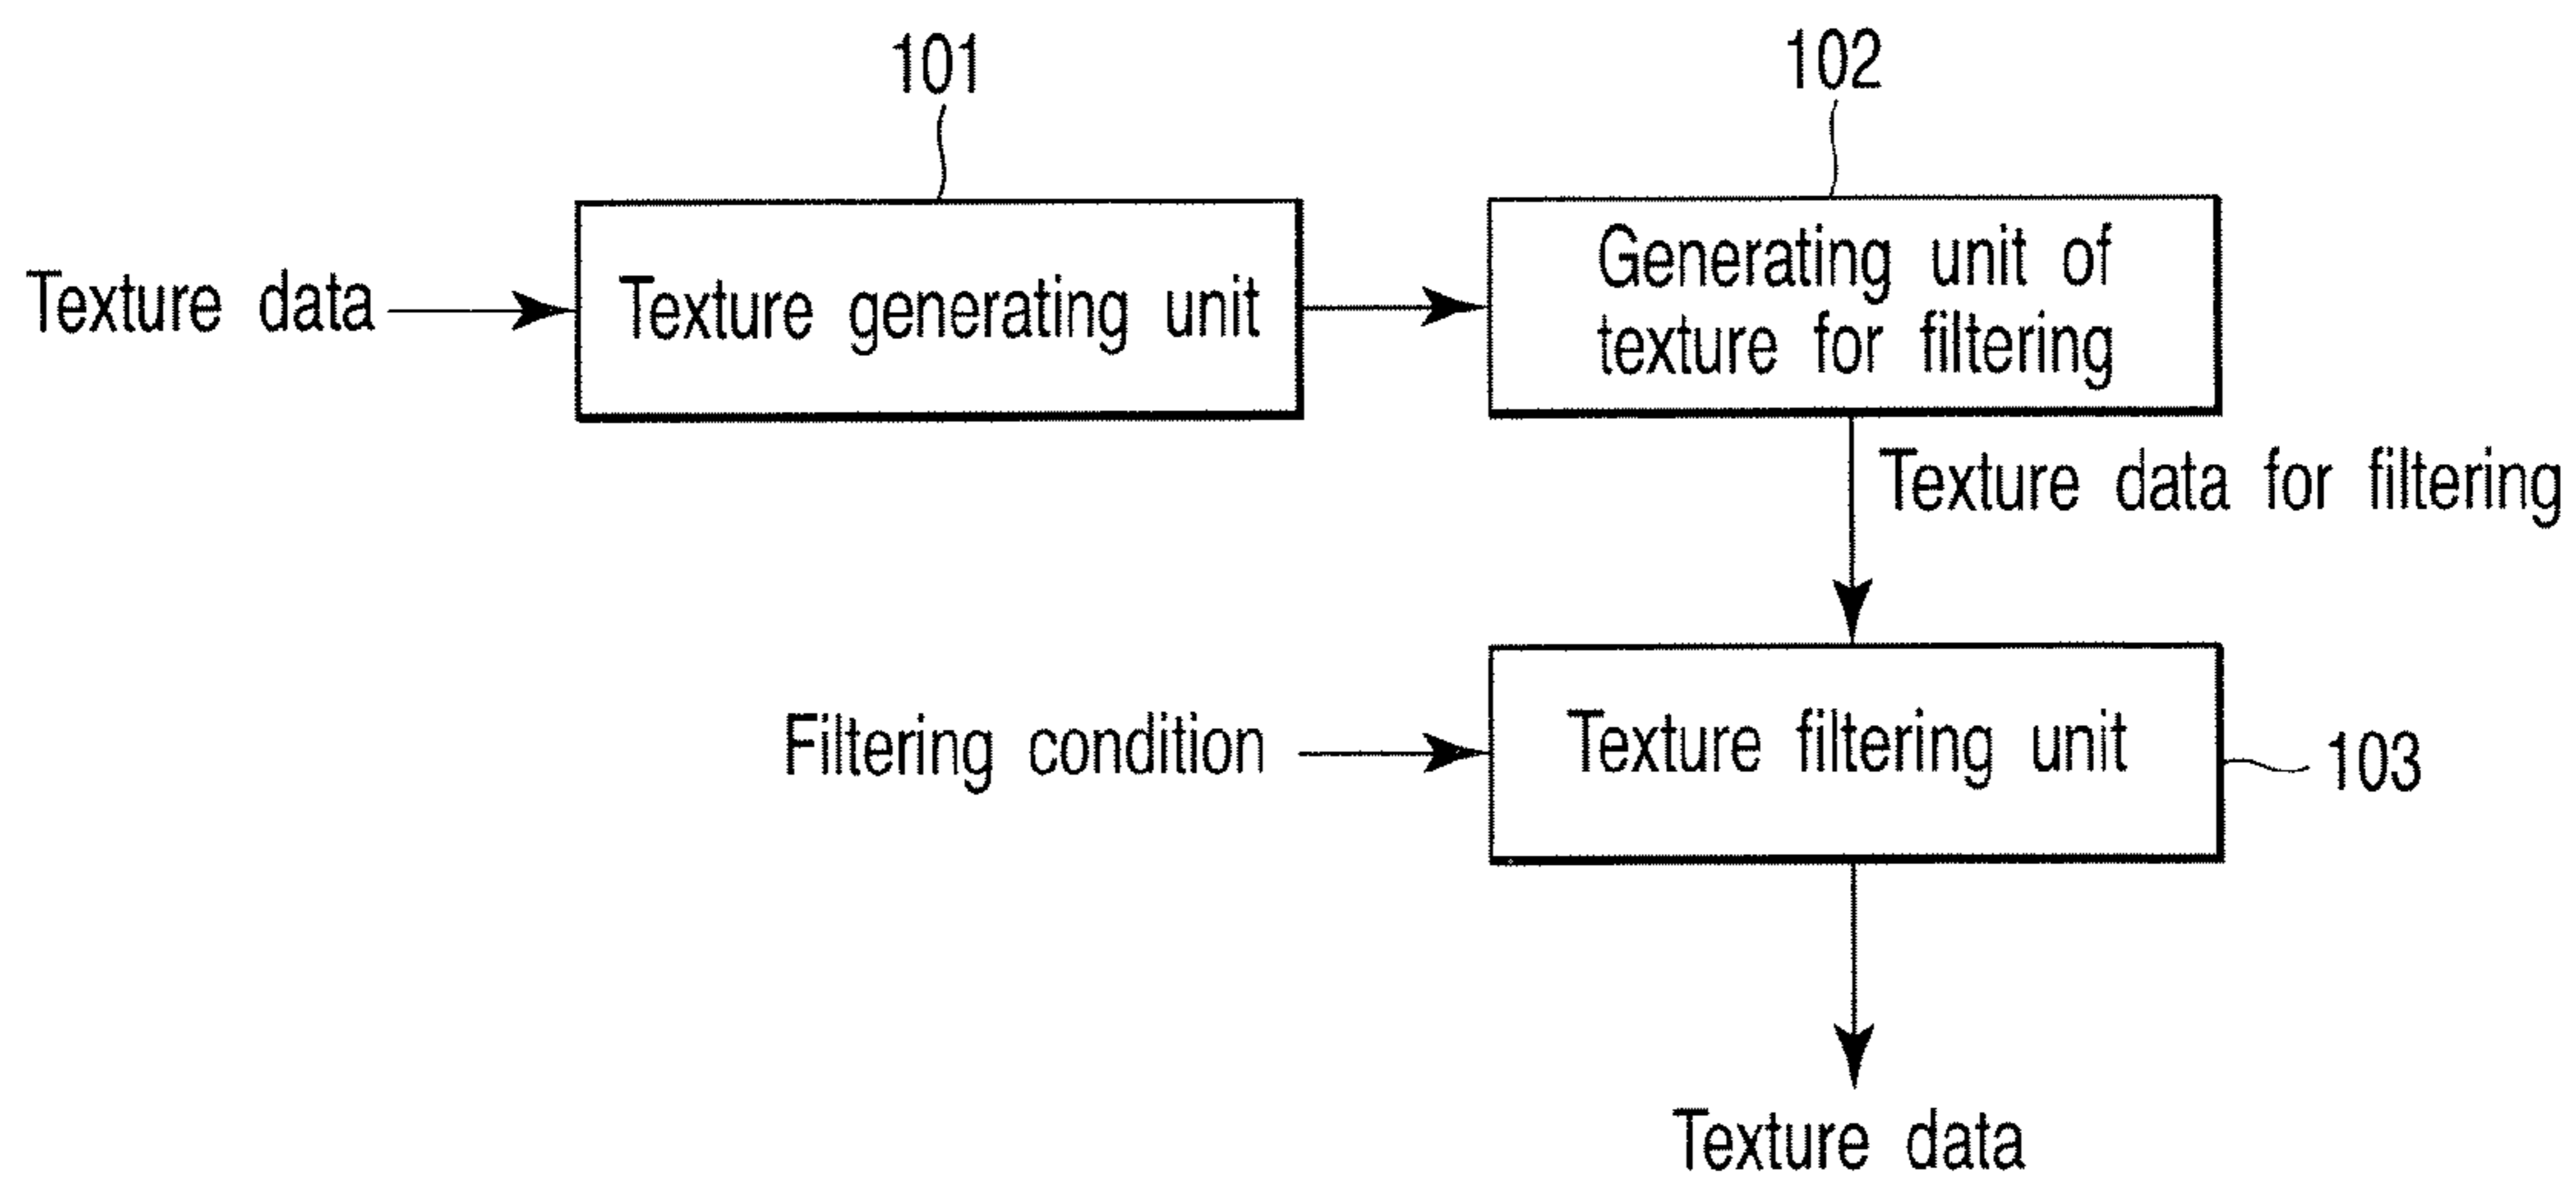 101
102
Texture data
Texture generating unit
Generating unit of
texture for filtering
Texture data for filtering
Filtering condition
Texture filtering unit
103
Texture data